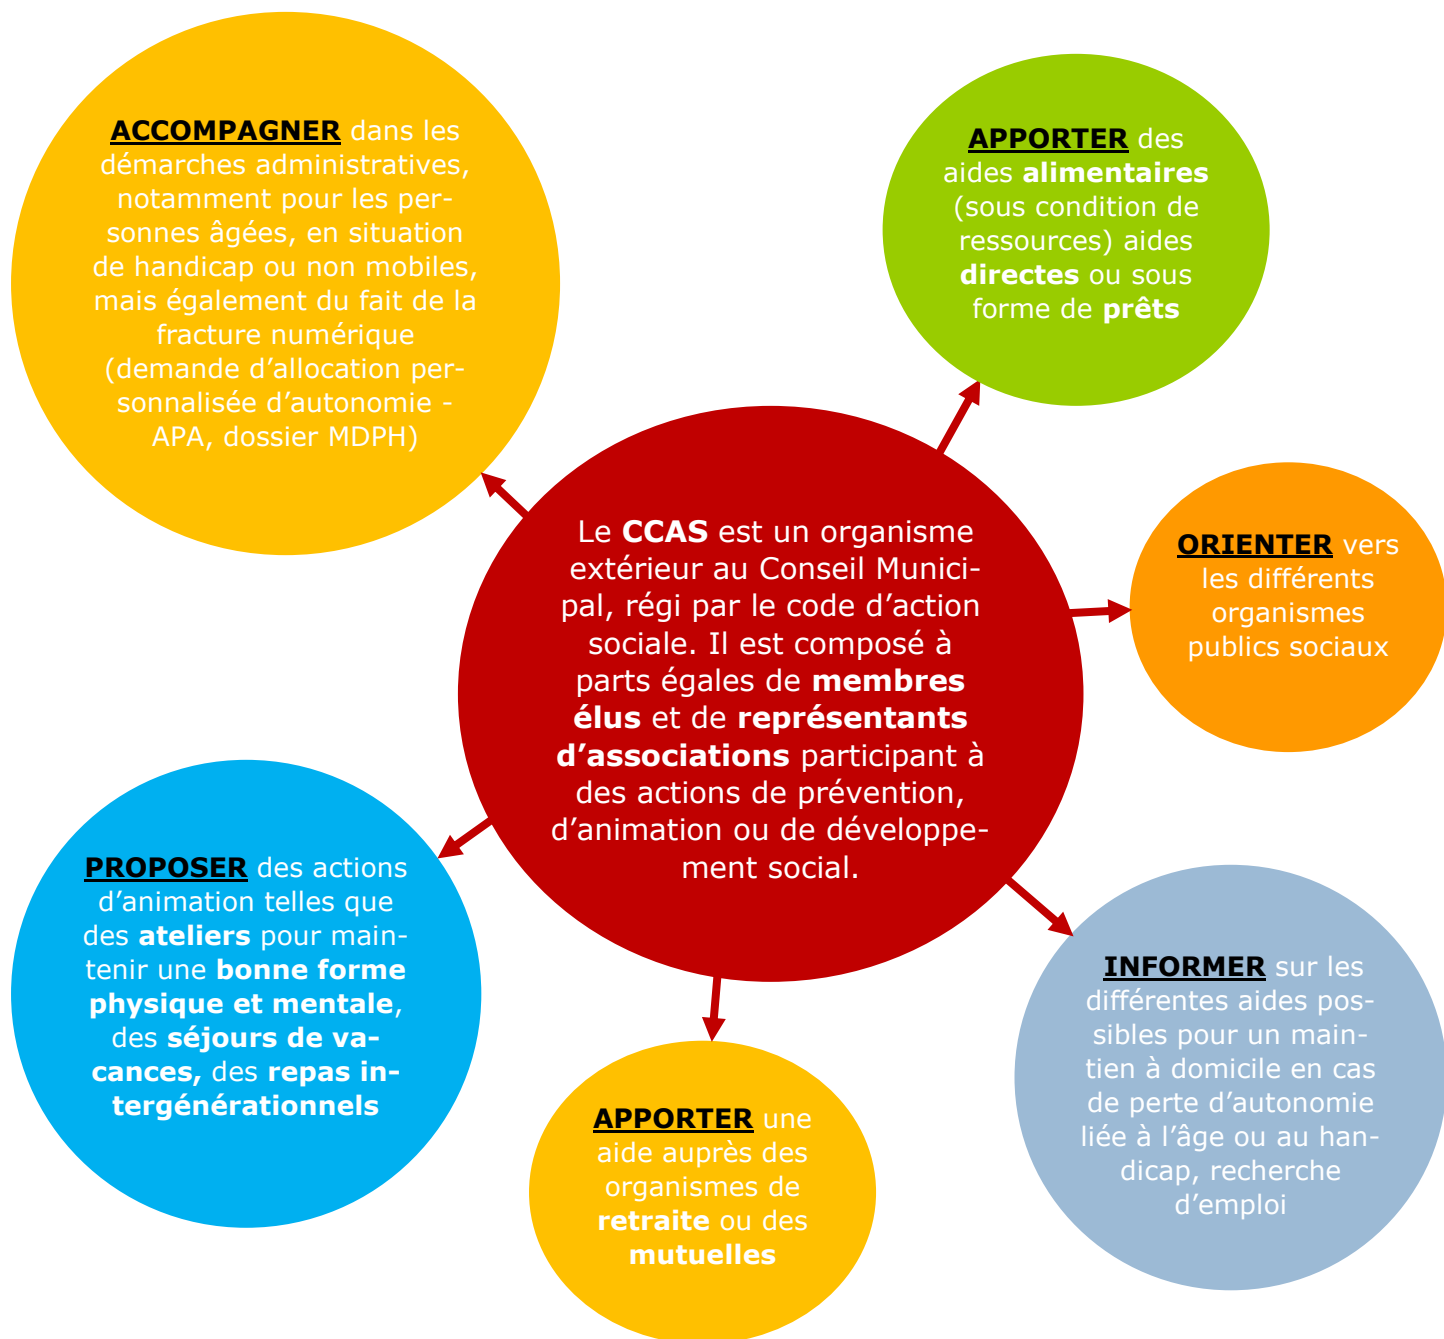 ACCOMPAGNER dans les
démarches administratives,
notamment pour les per-
sonnes âgées, en situation
de handicap ou non mobiles,
mais également du fait de la
fracture numérique
(demande d’allocation per-
sonnalisée d’autonomie -
APA, dossier MDPH)
APPORTER des
aides alimentaires
(sous condition de
ressources) aides
directes ou sous
forme de prêts
Le CCAS est un organisme
extérieur au Conseil Munici-
pal, régi par le code d’action
sociale. Il est composé à
parts égales de membres
élus et de représentants
d’associations participant à
des actions de prévention,
d’animation ou de développe-
ment social.
ORIENTER vers
les différents
organismes
publics sociaux
PROPOSER des actions
d’animation telles que
des ateliers pour main-
tenir une bonne forme
physique et mentale,
des séjours de va-
cances, des repas in-
tergénérationnels
APPORTER une
aide auprès des
organismes de
retraite ou des
mutuelles
INFORMER sur les
différentes aides pos-
sibles pour un main-
tien à domicile en cas
de perte d’autonomie
liée à l’âge ou au han-
dicap, recherche
d’emploi